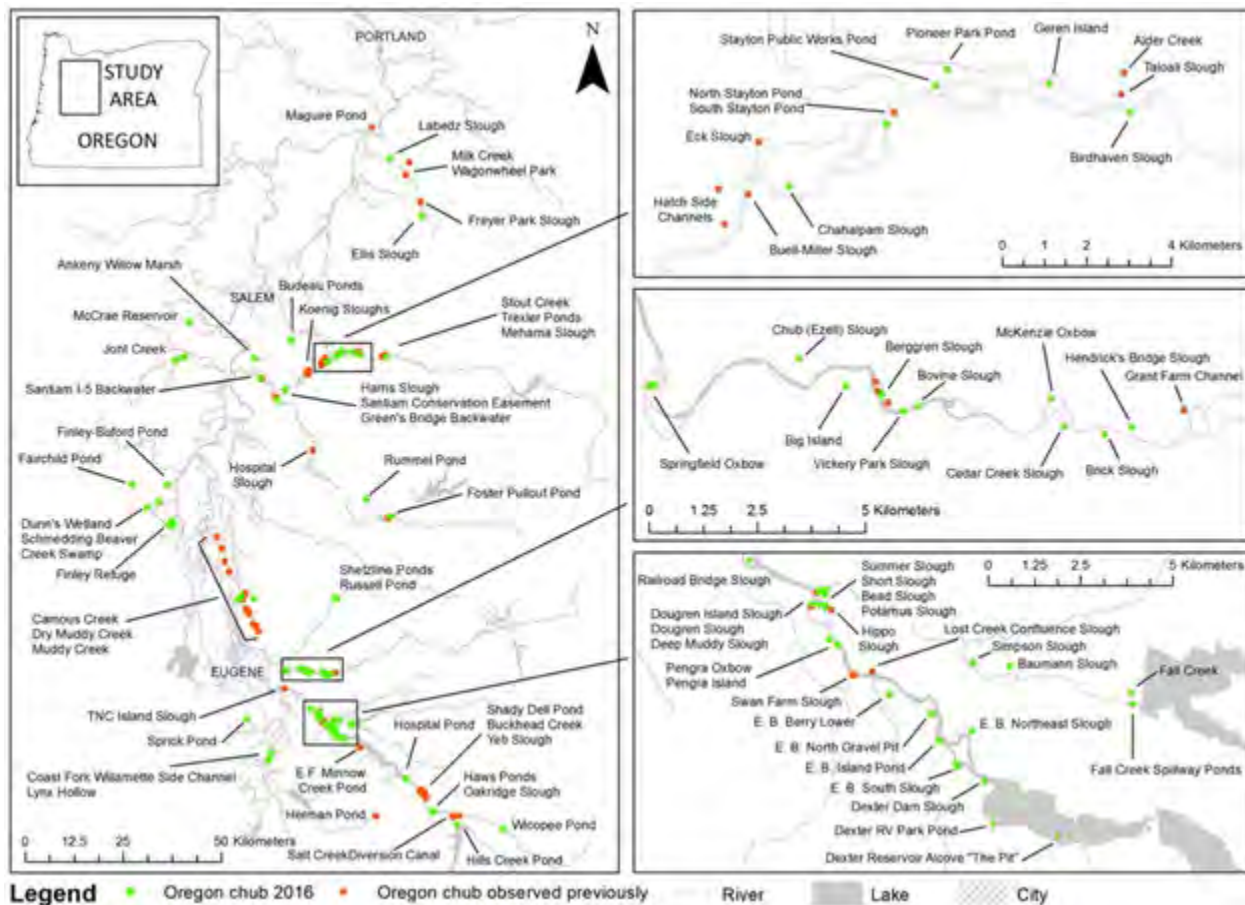 PORTLAND
N
STUDY
AREA
OREGON
Maguire Pond
Labedz Slough
Milk Creek
Wagonwheel Park
Freyer Park Slough
Ellis Slough
Ankeny Willow Marsh
Budeau Ponds
SALEM
Koenig Sloughs
McCrae Reservoir
Stout Creek
Trexler Ponds
Mehama Slough
Jont Creek
Santiam I-5 Backwater
Harris Slough
Santiam Conservation Easement
Green's Bridge Backwater
Finley-Buford Pond
Fairchild Pond
Hospital
Slough
Rummel Pond
Foster Pullout Pond
Dunn's Wetland
Schmedding Beaver
Creek Swamp
Finley Refuge
Shetzline Ponds
Russell Pond
Camous Creek
Dry Muddy Creek
Muddy Creek
EUGENE
TNC Island Slough
Sprick Pond
Hospital Pond
Shady Dell Pond
Buckhead Creek
Yeb Slough
Coast Fork Willamette Side Channel
Lynx Hollow
E.F. Minnow
Creek Pond
Haws Ponds
Oakridge Slough
Herman Pond
Wicopee Pond
0 12.5 25 50 Kilometers
Salt Creek Diversion Canal
Hills Creek Pond
Stayton Public Works Pond
Pioneer Park Pond
Geren Island
Alder Creek
Taloali Slough
North Stayton Pond
South Stayton Pond
Eck Slough
Birdhaven Slough
Hatch Side
Channels
Chahalpam Slough
Buell-Miller Slough
0 1 2 4 Kilometers
Chub (Ezell) Slough
McKenzie Oxbow
Berggren Slough
Hendrick's Bridge Slough
Bovine Slough
Grant Farm Channel
Big Island
Springfield Oxbow
Vickery Park Slough
Cedar Creek Slough
Brick Slough
0 1.25 2.5 5 Kilometers
Railroad Bridge Slough
Summer Slough
Short Slough
Bead Slough
Potamus Slough
0 1.25 2.5 5 Kilometers
Dougren Island Slough
Dougren Slough
Deep Muddy Slough
Hippo
Slough
Lost Creek Confluence Slough
Simpson Slough
Baumann Slough
Fall Creek
Pengra Oxbow
Pengra Island
Swan Farm Slough
E. B. Berry Lower
E. B. Northeast Slough
E. B. North Gravel Pit
E. B. Island Pond
E. B. South Slough
Fall Creek Spillway Ponds
Dexter Dam Slough
Dexter RV Park Pond
Dexter Reservoir Alcove "The Pit"
Legend
Oregon chub 2016
Oregon chub observed previously
River
Lake
City